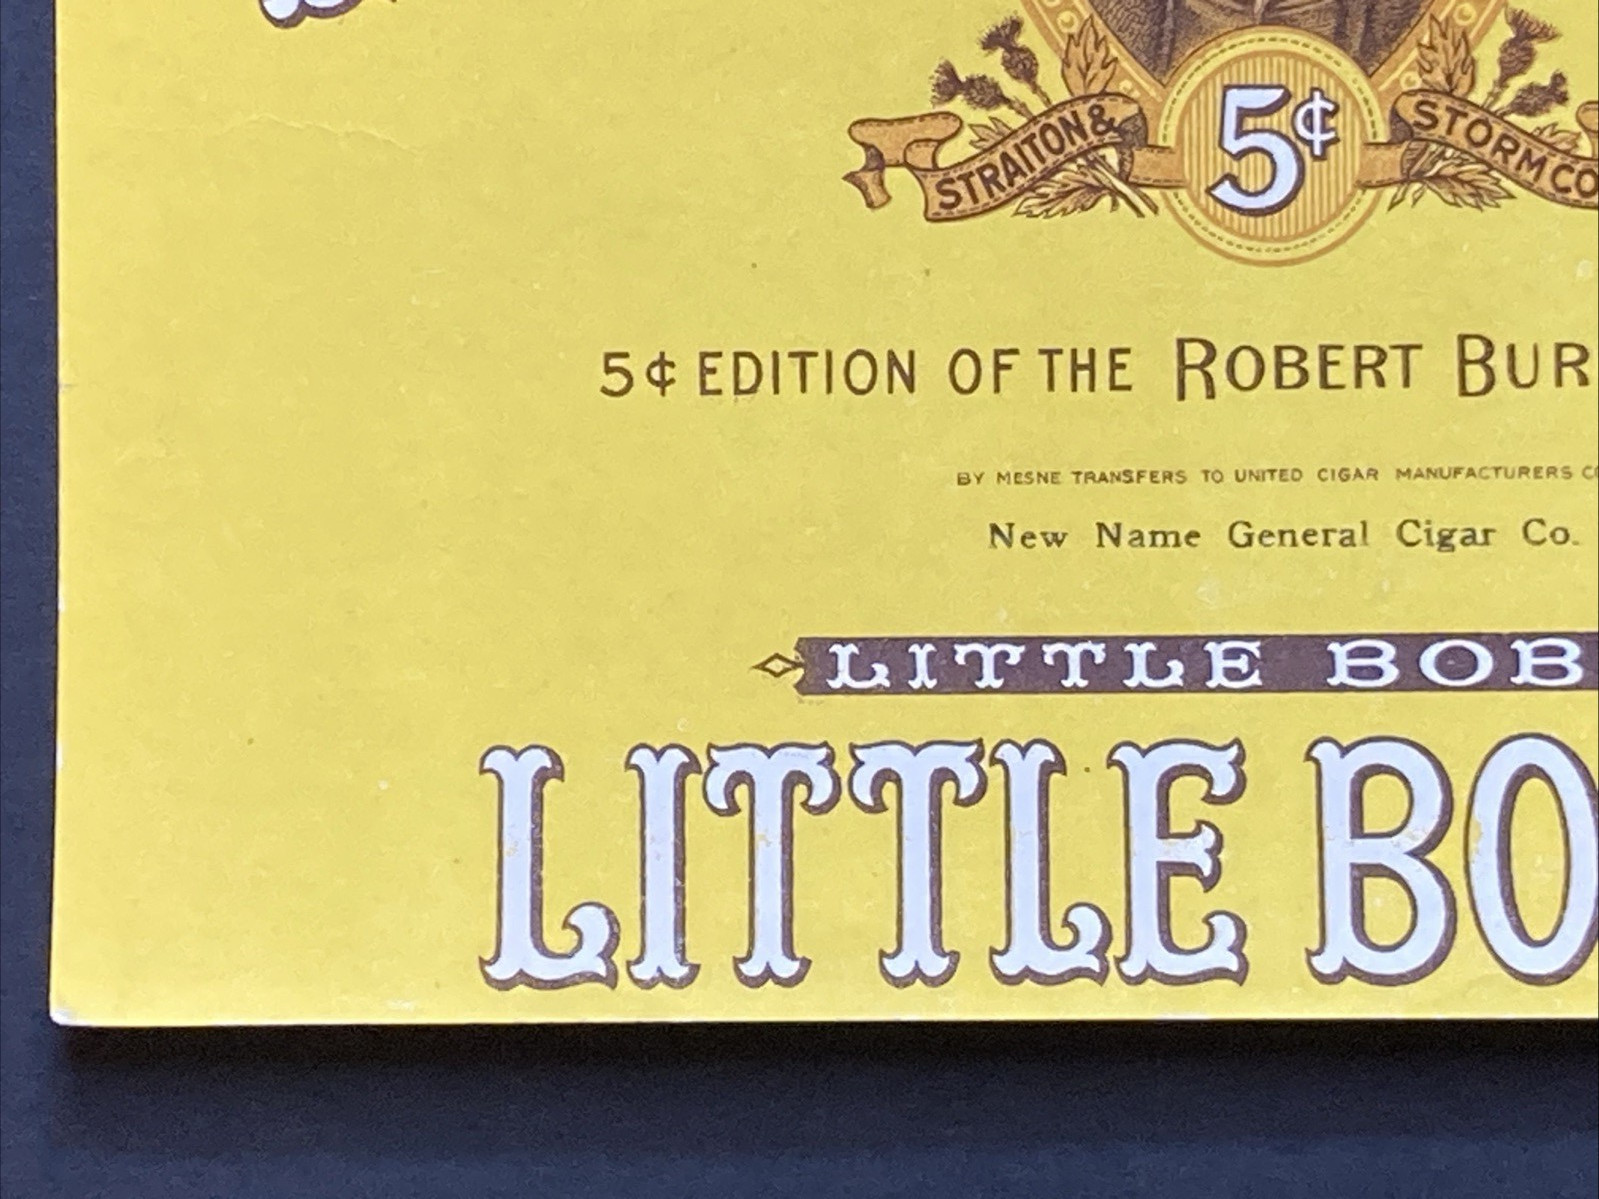 STRAITON & STORM CO
5¢
5¢ EDITION OF THE ROBERT BUR
BY MESNE TRANSFERS TO UNITED CIGAR MANUFACTURERS CO
New Name General Cigar Co.
LITTLE BOB
LITTLE BO